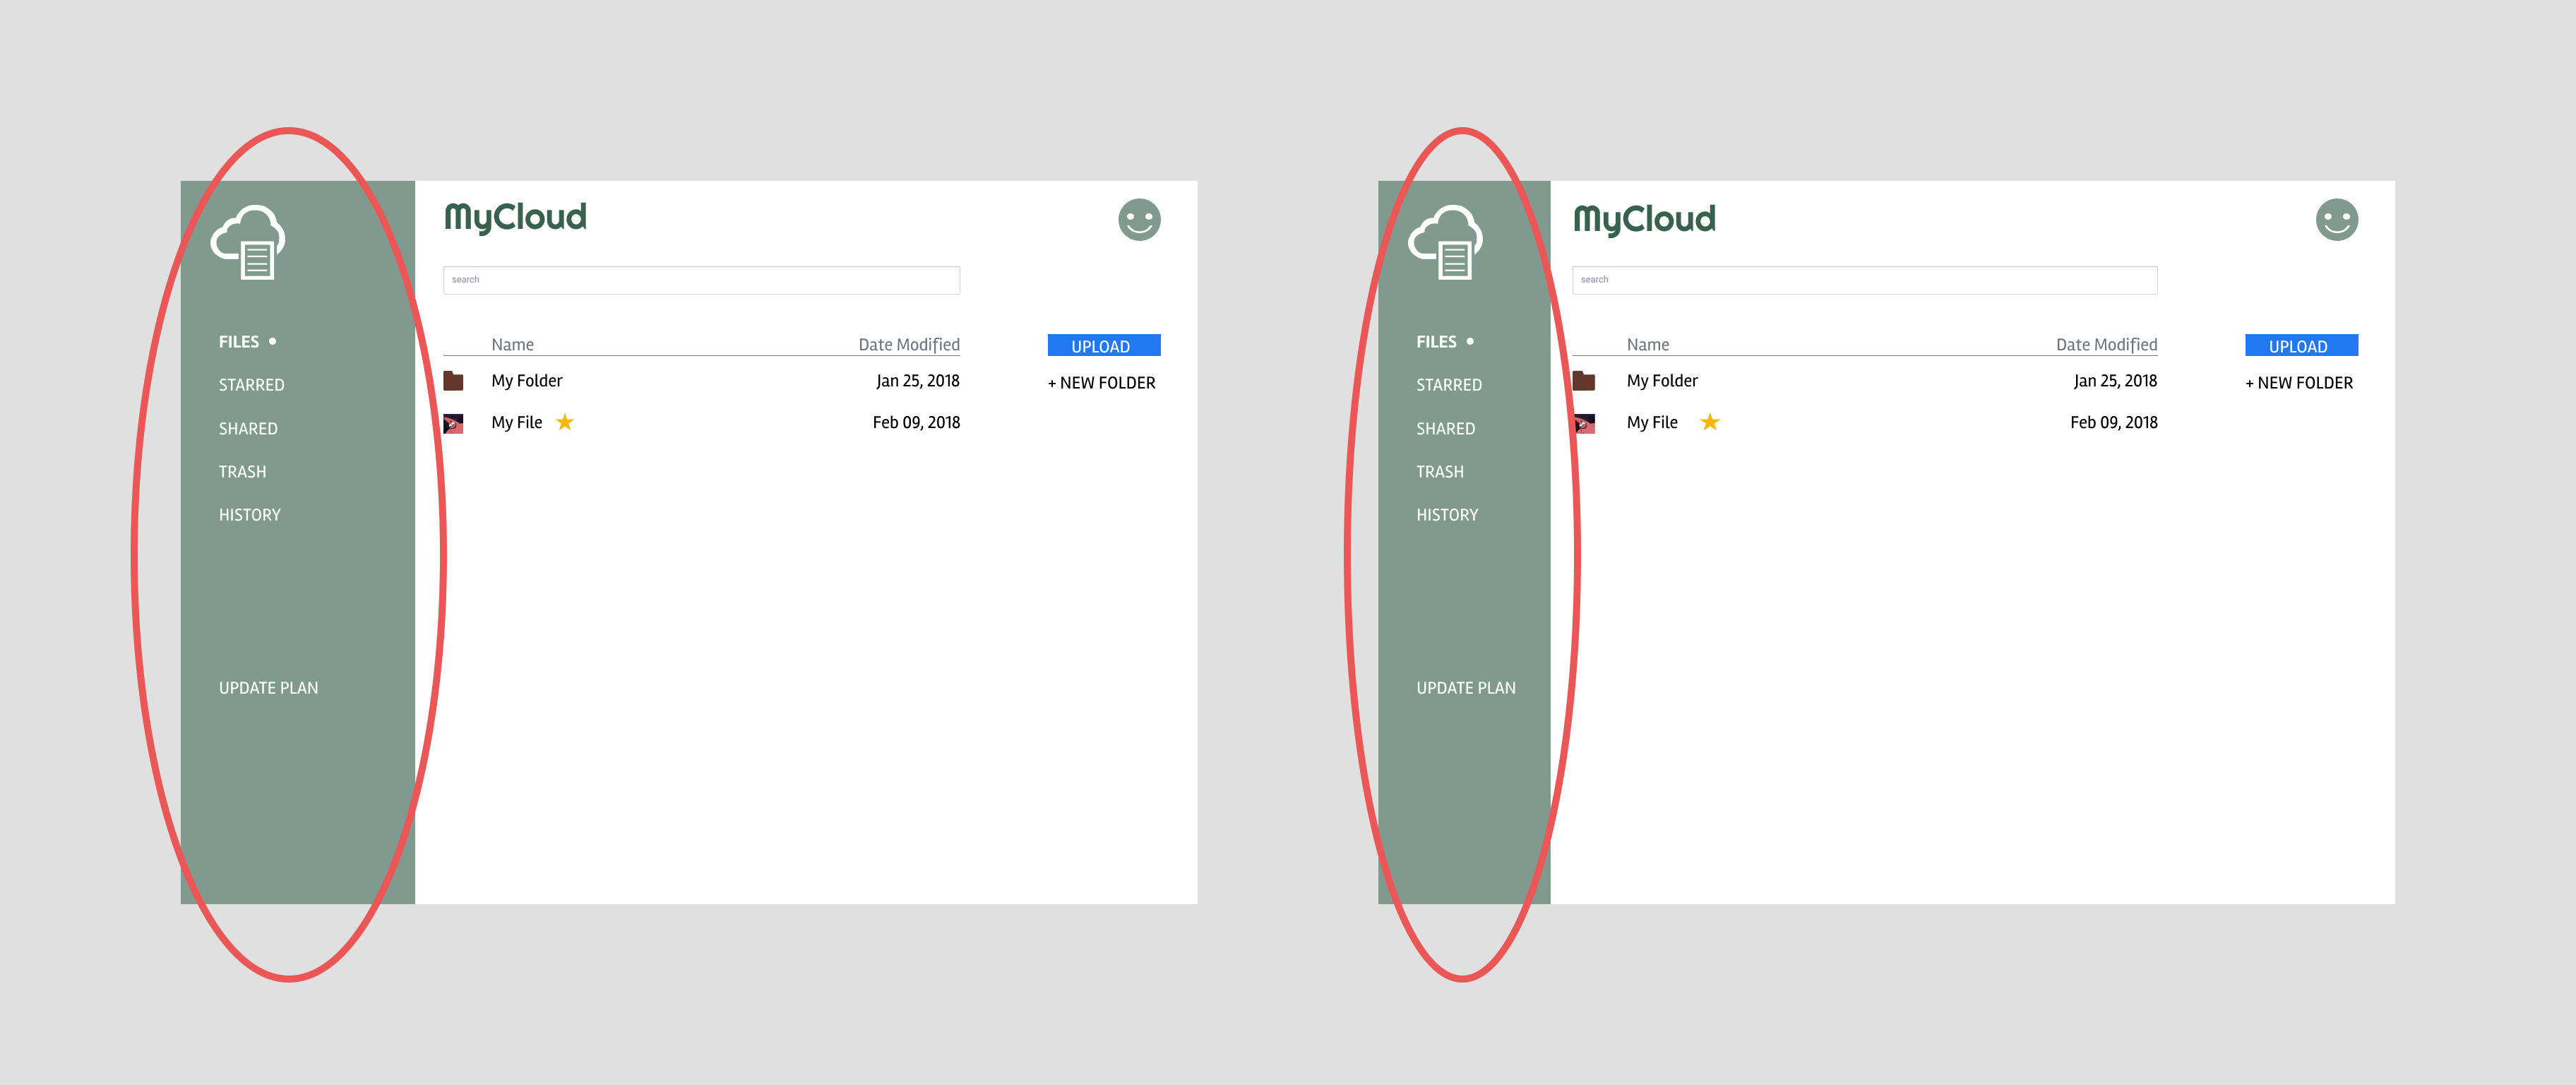 MyCloud
search
FILES
STARRED
SHARED
TRASH
HISTORY
UPDATE PLAN
Name Date Modified
My Folder Jan 25, 2018
My File Feb 09, 2018
UPLOAD
+ NEW FOLDER
MyCloud
search
FILES
STARRED
SHARED
TRASH
HISTORY
UPDATE PLAN
Name Date Modified
My Folder Jan 25, 2018
My File Feb 09, 2018
UPLOAD
+ NEW FOLDER